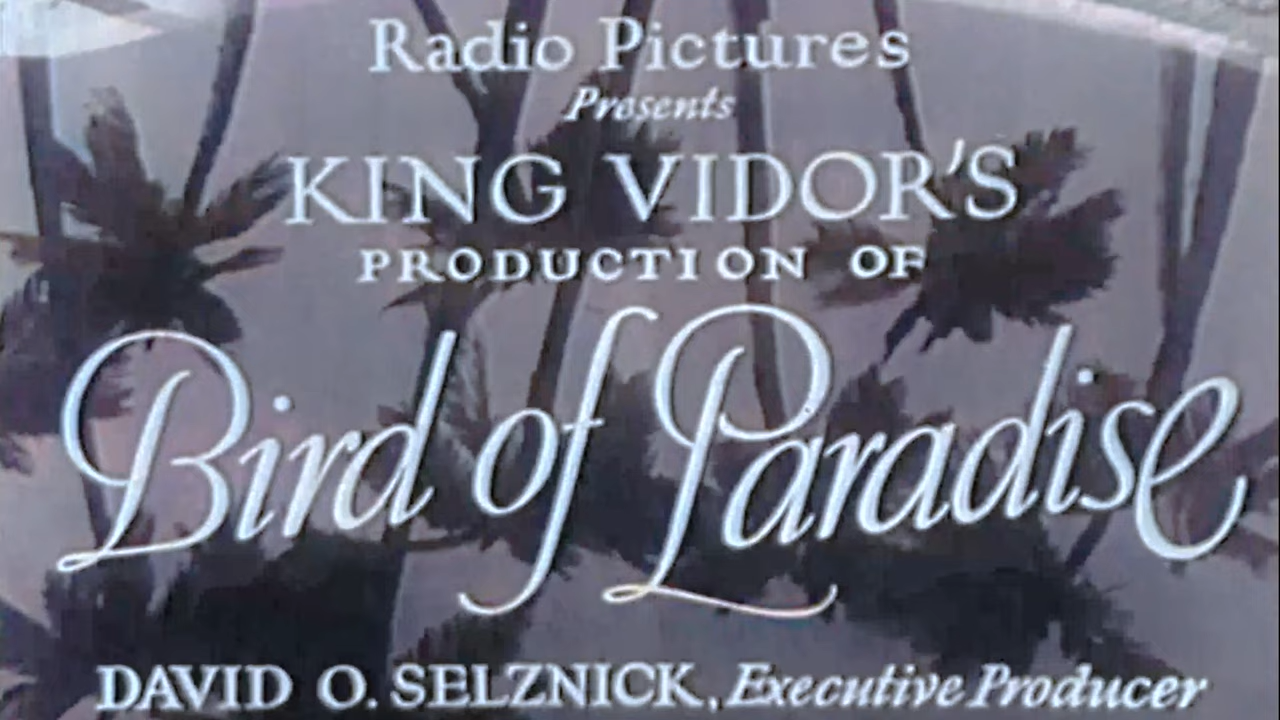 Radio Pictures
Presents
KING VIDOR'S
PRODUCTION OF
Bird of Paradise
DAVID O. SELZNICK, Executive Producer